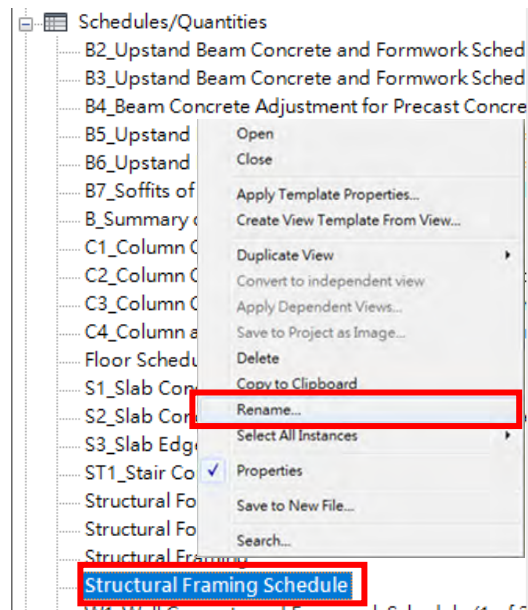 Schedules/Quantities
B2_Upstand Beam Concrete and Formwork Sched
B3_Upstand Beam Concrete and Formwork Sched
B4_Beam Concrete Adjustment for Precast Concre
B5_Upstand
B6_Upstand
B7_Soffits of
B_Summary
C1_Column
C2_Column
C3_Column
C4_Column
Floor Schedu
S1_Slab Con
S2_Slab Con
S3_Slab Edg
ST1_Stair Co
Structural Fo
Structural Fo
Structural Framing
Structural Framing Schedule
Open
Close
Apply Template Properties...
Create View Template From View...
Duplicate View
Convert to independent view
Apply Dependent Views...
Save to Project as Image...
Delete
Copy to Clipboard
Rename...
Select All Instances
Properties
Save to New File...
Search...